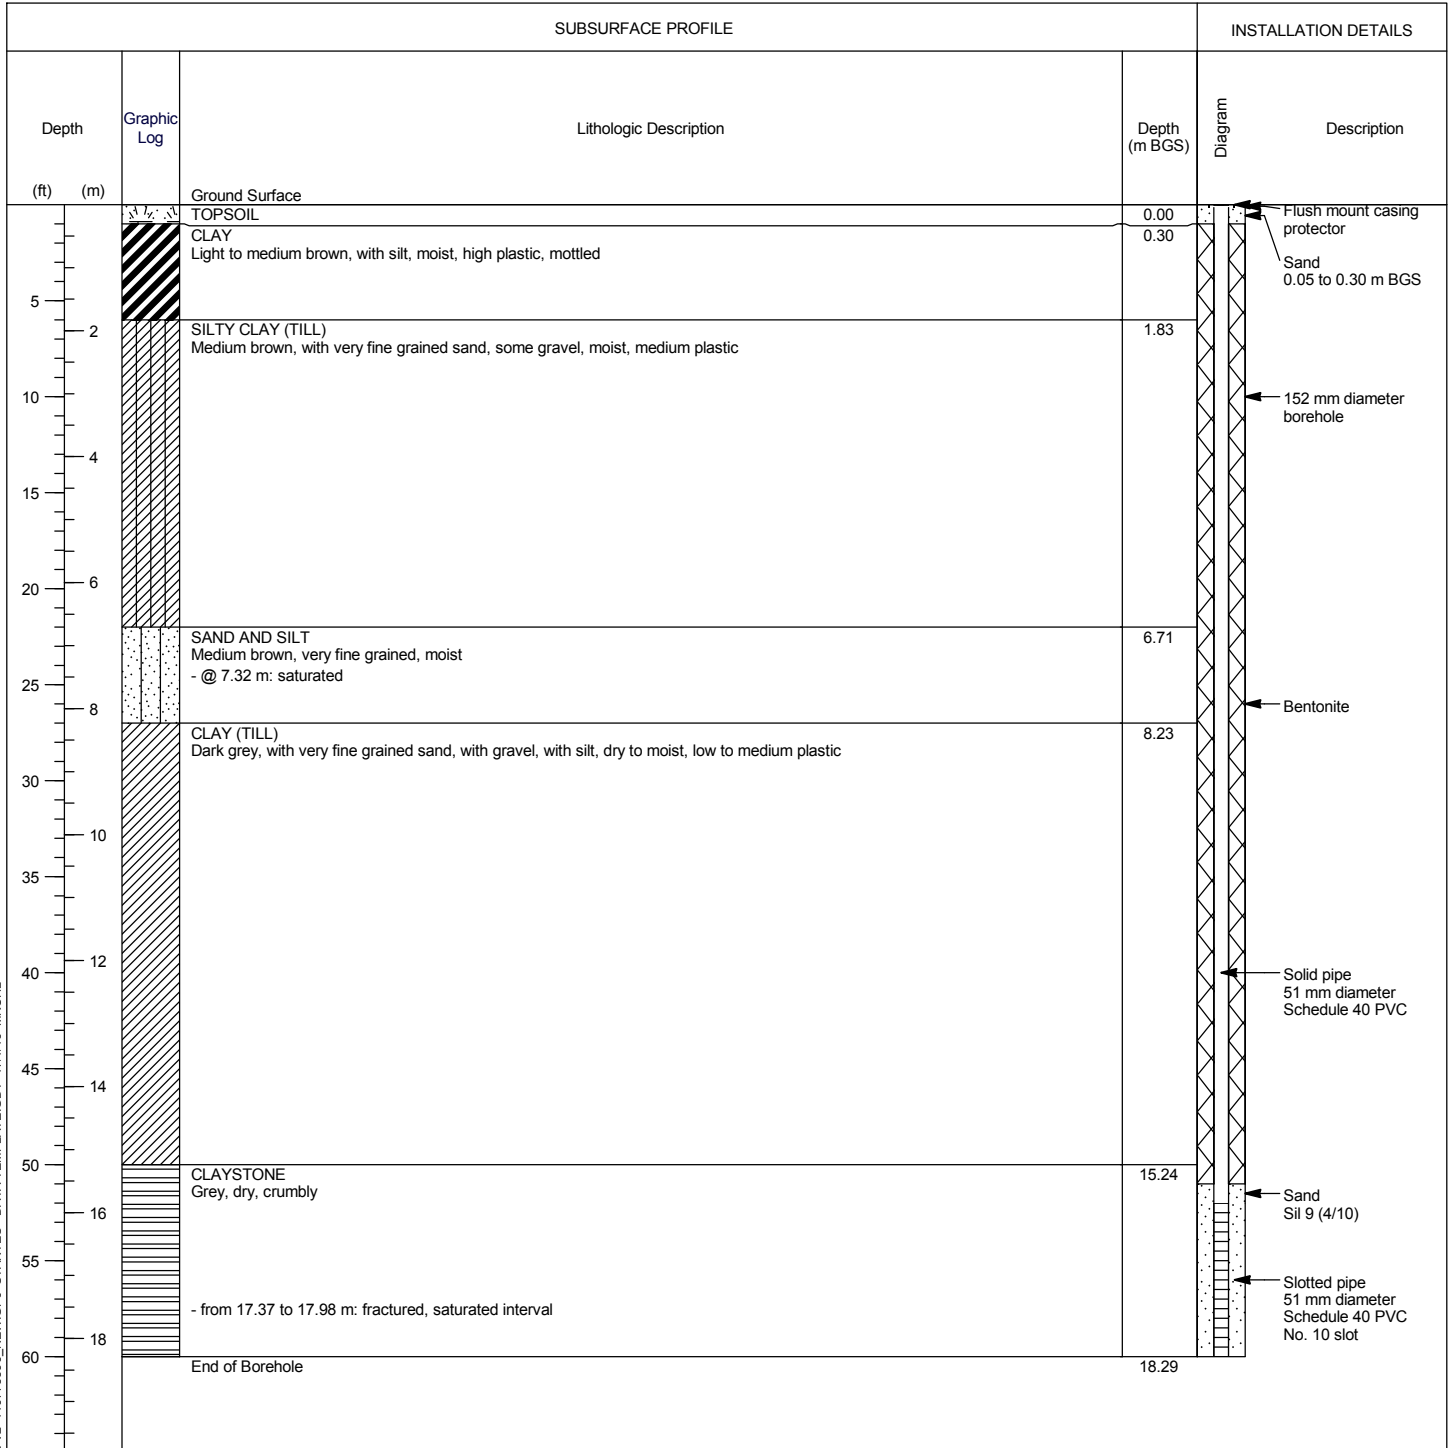 SUBSURFACE PROFILE
INSTALLATION DETAILS
Depth
Graphic
Log
Lithologic Description
Depth
(m BGS)
Diagram
Description
(ft)
(m)
Ground Surface
TOPSOIL
0.00
Flush mount casing
protector
CLAY
0.30
Light to medium brown, with silt, moist, high plastic, mottled
Sand
0.05 to 0.30 m BGS
5
2
SILTY CLAY (TILL)
1.83
Medium brown, with very fine grained sand, some gravel, moist, medium plastic
10
152 mm diameter
borehole
4
15
6
20
SAND AND SILT
6.71
Medium brown, very fine grained, moist
- @ 7.32 m: saturated
25
8
Bentonite
CLAY (TILL)
8.23
Dark grey, with very fine grained sand, with gravel, with silt, dry to moist, low to medium plastic
30
10
35
12
40
Solid pipe
51 mm diameter
Schedule 40 PVC
45
14
50
CLAYSTONE
15.24
Grey, dry, crumbly
Sand
Sil 9 (4/10)
16
55
Slotted pipe
51 mm diameter
Schedule 40 PVC
No. 10 slot
- from 17.37 to 17.98 m: fractured, saturated interval
18
60
End of Borehole
18.29